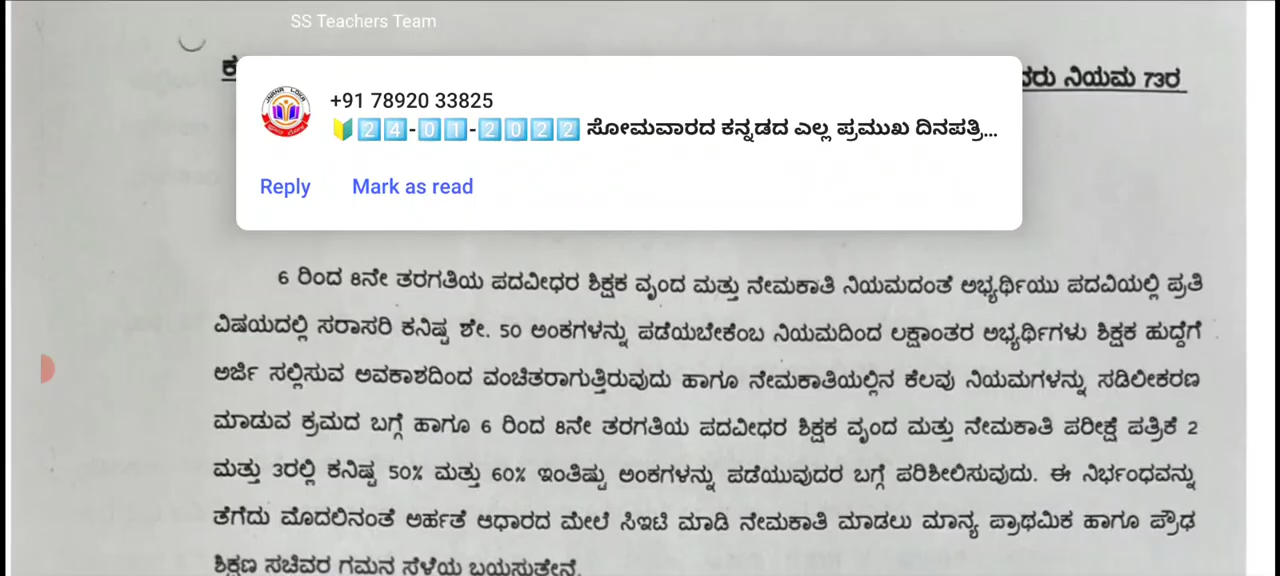 SS Teachers Team
ನಿಯಮ 73ರ
+91 78920 33825
🔰2️⃣4️⃣-0️⃣1️⃣-2️⃣0️⃣2️⃣2️⃣ ಸೋಮವಾರದ ಕನ್ನಡದ ಎಲ್ಲ ಪ್ರಮುಖ ದಿನಪತ್ರಿ...
Reply Mark as read
6 ರಿಂದ 8ನೇ ತರಗತಿಯ ಪದವೀಧರ ಶಿಕ್ಷಕ ವೃಂದ ಮತ್ತು ನೇಮಕಾತಿ ನಿಯಮದಂತೆ ಅಭ್ಯರ್ಥಿಯು ಪದವಿಯಲ್ಲಿ ಪ್ರತಿ
ವಿಷಯದಲ್ಲಿ ಸರಾಸರಿ ಕನಿಷ್ಟ ಶೇ. 50 ಅಂಕಗಳನ್ನು ಪಡೆಯಬೇಕೆಂಬ ನಿಯಮದಿಂದ ಲಕ್ಷಾಂತರ ಅಭ್ಯರ್ಥಿಗಳು ಶಿಕ್ಷಕ ಹುದ್ದೆಗೆ
ಅರ್ಜಿ ಸಲ್ಲಿಸುವ ಅವಕಾಶದಿಂದ ವಂಚಿತರಾಗುತ್ತಿರುವುದು ಹಾಗೂ ನೇಮಕಾತಿಯಲ್ಲಿನ ಕೆಲವು ನಿಯಮಗಳನ್ನು ಸಡಿಲೀಕರಣ
ಮಾಡುವ ಕ್ರಮದ ಬಗ್ಗೆ ಹಾಗೂ 6 ರಿಂದ 8ನೇ ತರಗತಿಯ ಪದವೀಧರ ಶಿಕ್ಷಕ ವೃಂದ ಮತ್ತು ನೇಮಕಾತಿ ಪರೀಕ್ಷೆ ಪತ್ರಿಕೆ 2
ಮತ್ತು 3ರಲ್ಲಿ ಕನಿಷ್ಟ 50% ಮತ್ತು 60% ಇಂತಿಷ್ಟು ಅಂಕಗಳನ್ನು ಪಡೆಯುವುದರ ಬಗ್ಗೆ ಪರಿಶೀಲಿಸುವುದು. ಈ ನಿರ್ಭಂಧವನ್ನು
ತೆಗೆದು ಮೊದಲಿನಂತೆ ಅರ್ಹತೆ ಆಧಾರದ ಮೇಲೆ ಸಿಇಟಿ ಮಾಡಿ ನೇಮಕಾತಿ ಮಾಡಲು ಮಾನ್ಯ ಪ್ರಾಥಮಿಕ ಹಾಗೂ ಪ್ರೌಢ
ಶಿಕ್ಷಣ ಸಚಿವರ ಗಮನ ಸೆಳೆಯ ಬಯಸುತ್ತೇನೆ.